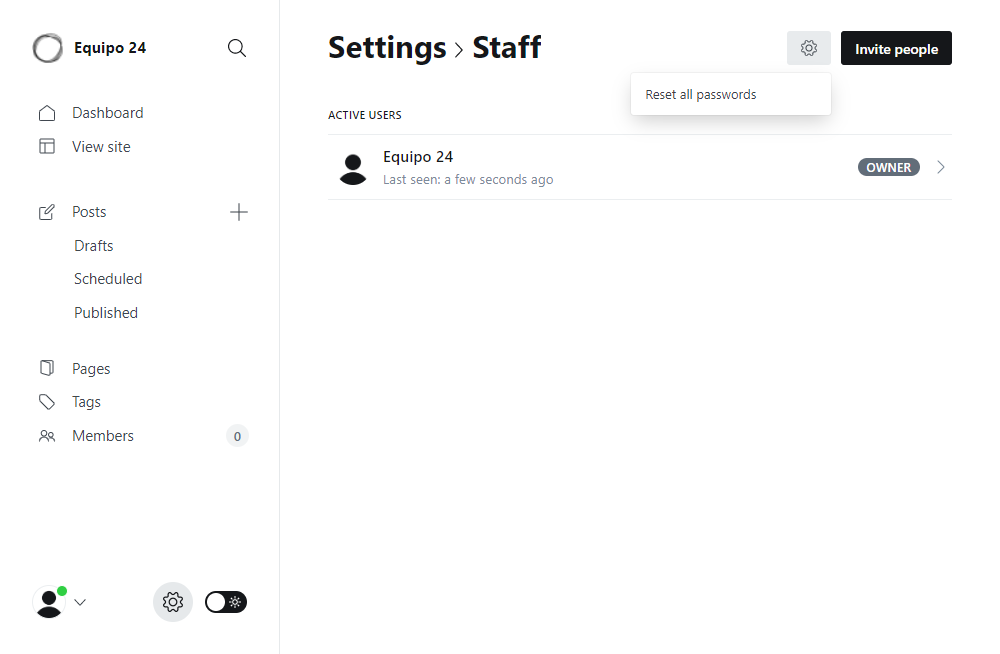 Equipo 24
Dashboard
View site
Posts
Drafts
Scheduled
Published
Pages
Tags
Members
0
Settings
Staff
Invite people
Reset all passwords
ACTIVE USERS
Equipo 24
Last seen: a few seconds ago
OWNER